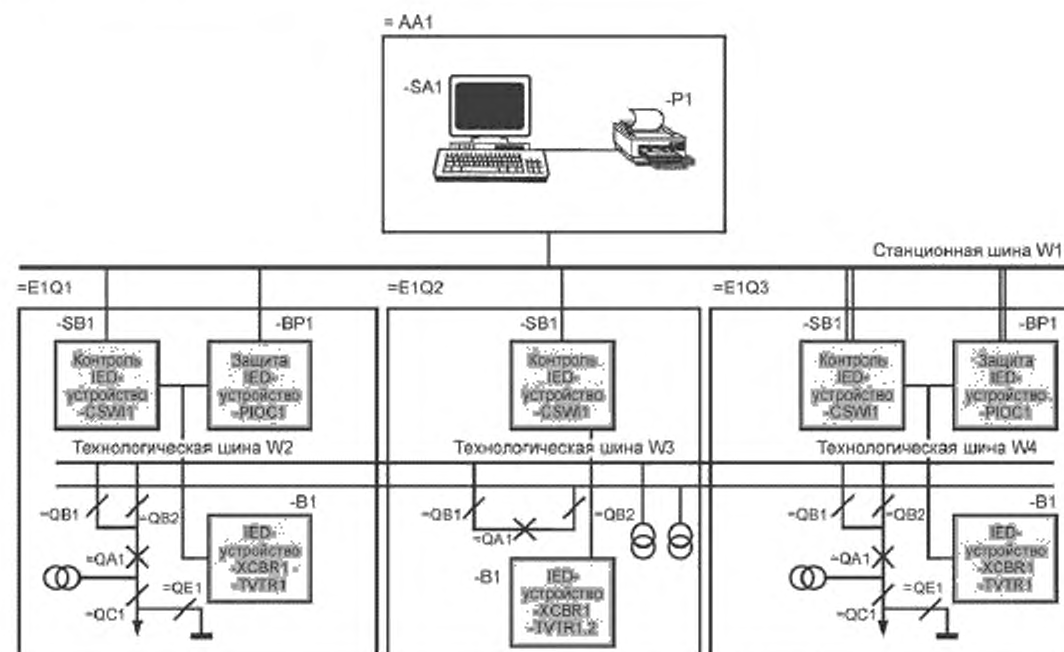 = AA1
-SA1
-P1
Станционная шина W1
=E1Q1
=E1Q2
=E1Q3
-SB1
-BP1
-SB1
-SB1
-BP1
Контроль
IED-
устройство
-CSWI1
Защита
IED-
устройство
-PIOC1
Контроль
IED-
устройство
-CSWI1
Контроль
IED-
устройство
-CSWI1
Защита
IED-
устройство
-PIOC1
Технологическая шина W2
Технологическая шина W3
Технологическая шина W4
=QB1
=QB2
-B1
=QA1
=QE1
=QC1
IED-
устройство
-XCBR1
-TVTR1
=QB1
=QB2
=QA1
-B1
IED-
устройство
-XCBR1
-TVTR1.2
=QB1
=QB2
-B1
=QA1
=QE1
=QC1
IED-
устройство
-XCBR1
-TVTR1